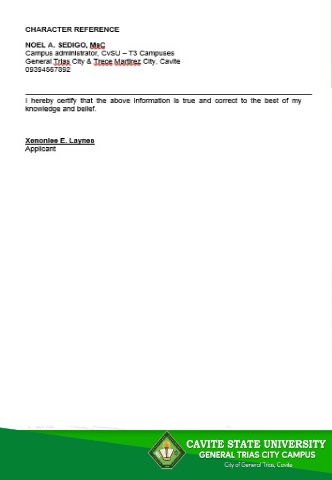 CHARACTER REFERENCE
NOEL A. SEDIGO, MsC
Campus administrator, CvSU – T3 Campuses
General Trias City & Trece Martirez City, Cavite
09394567892
I hereby certify that the above information is true and correct to the best of my
knowledge and belief.
Xenonlee E. Laynes
Applicant
CAVITE STATE UNIVERSITY
GENERAL TRIAS CITY CAMPUS
City of General Trias, Cavite